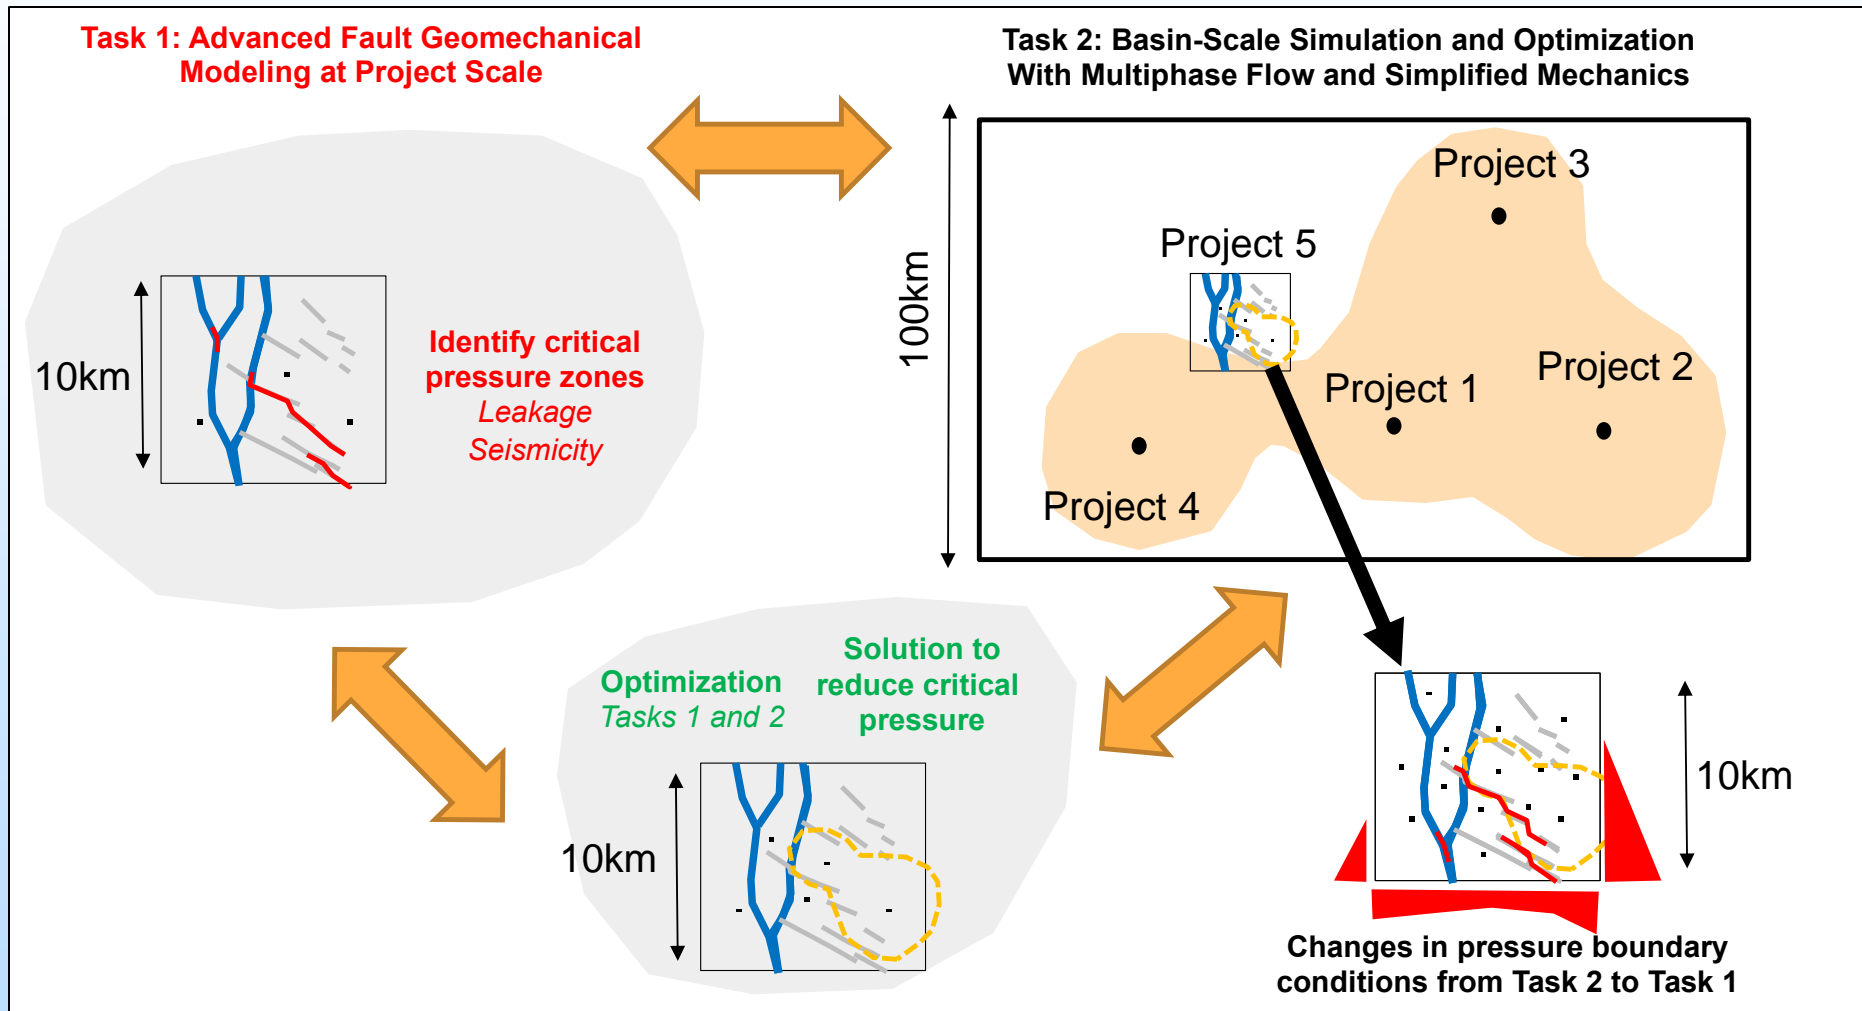 Task 1: Advanced Fault Geomechanical
Modeling at Project Scale
Task 2: Basin-Scale Simulation and Optimization
With Multiphase Flow and Simplified Mechanics
10km
Identify critical
pressure zones
Leakage
Seismicity
100km
Project 3
Project 5
Project 2
Project 1
Project 4
Optimization
Tasks 1 and 2
Solution to
reduce critical
pressure
10km
10km
Changes in pressure boundary
conditions from Task 2 to Task 1